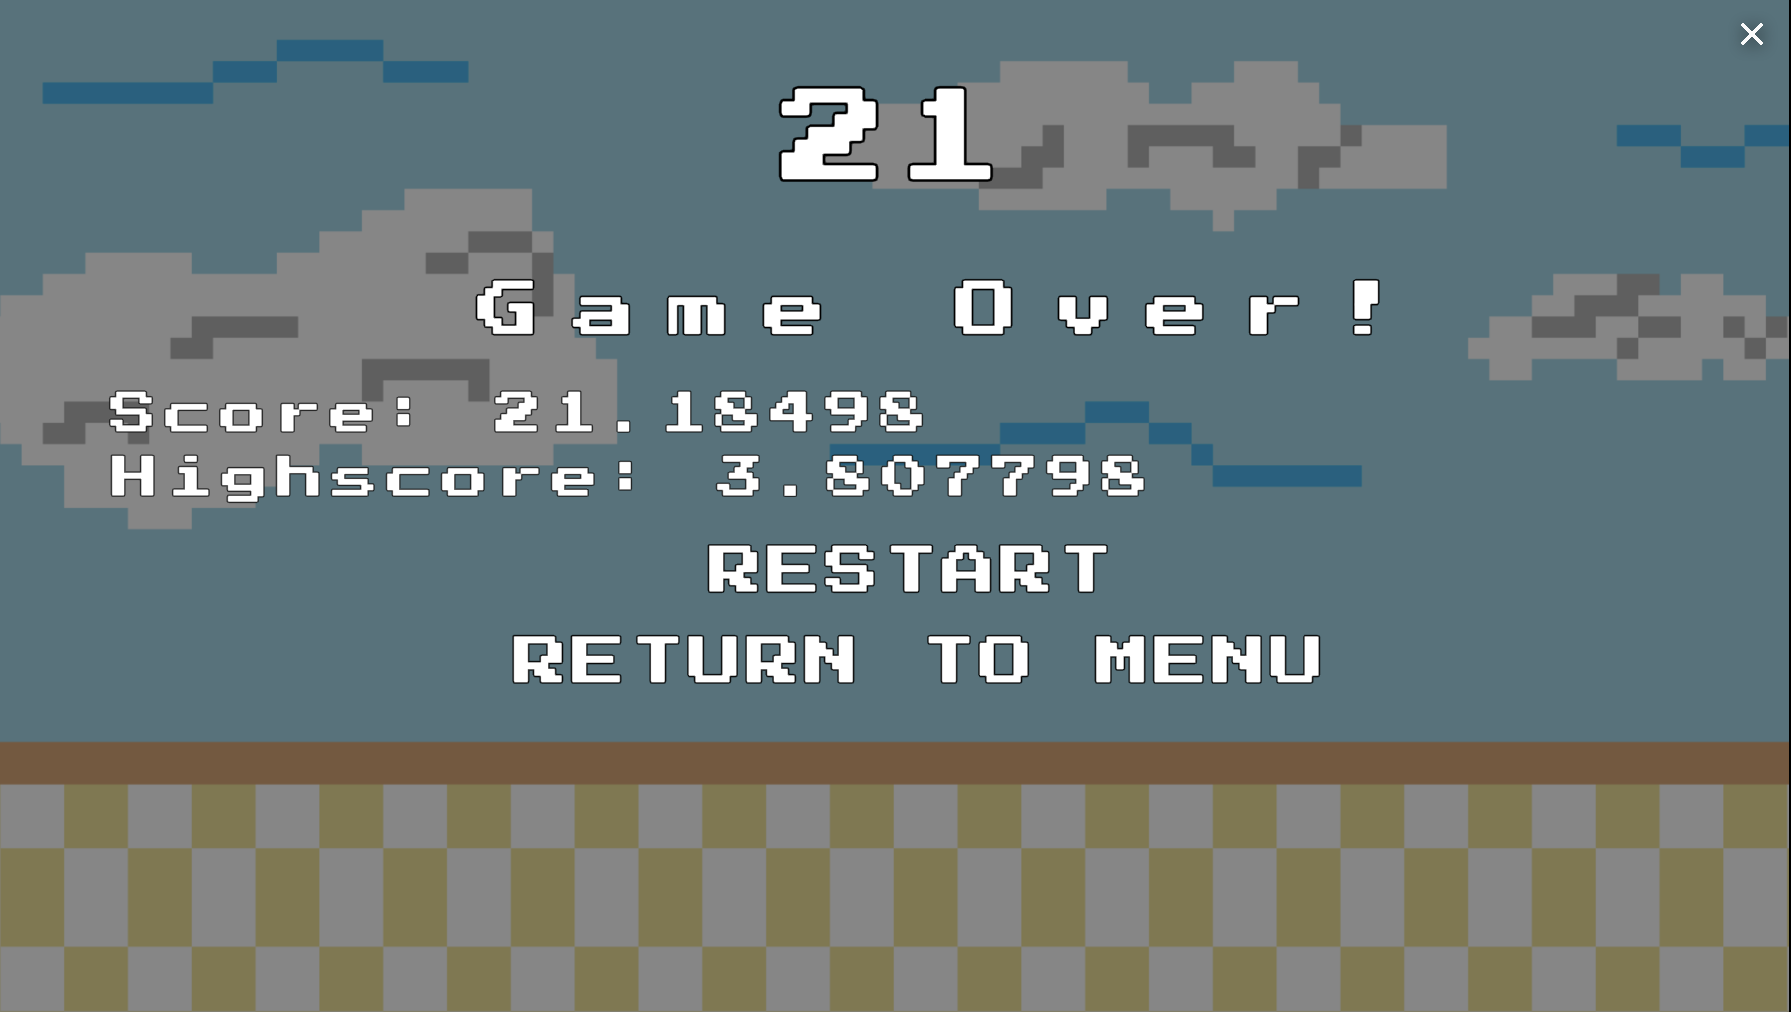 21
Game Over!
Score: 21.18498
Highscore: 3.807798
RESTART
RETURN TO MENU